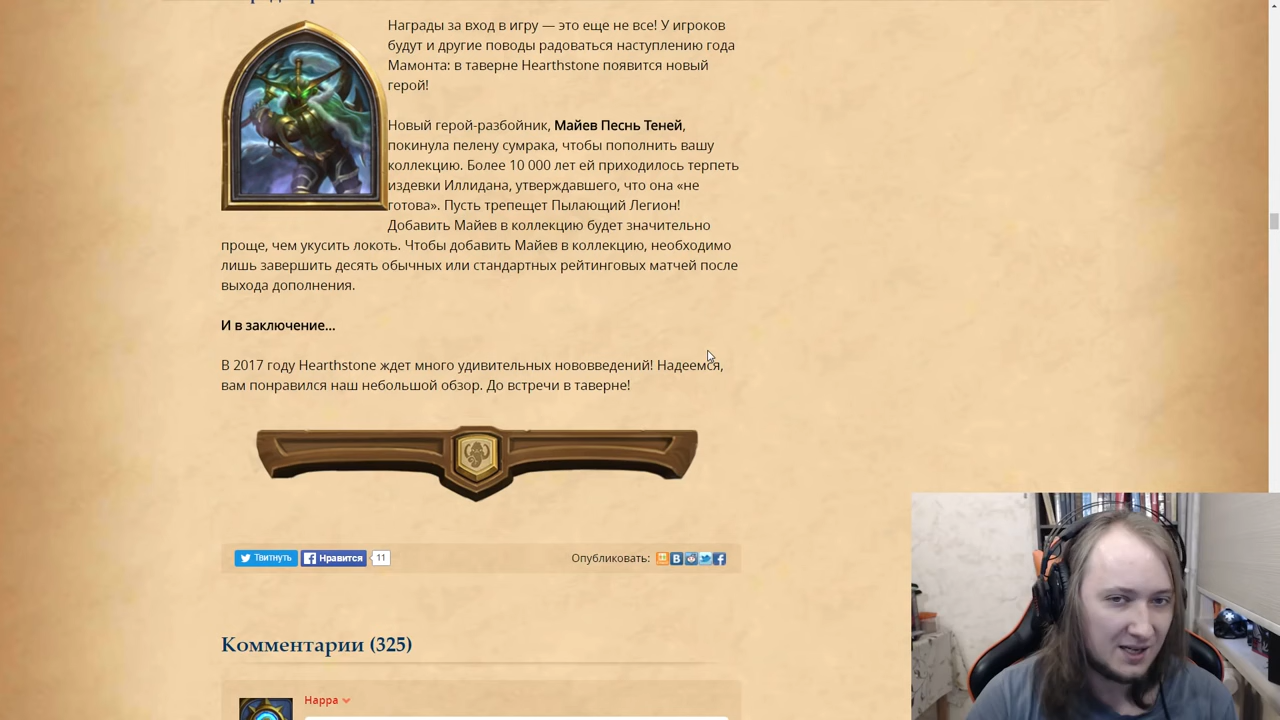 Награды за вход в игру — это еще не все! У игроков
будут и другие поводы радоваться наступлению года
Мамонта: в таверне Hearthstone появится новый
герой!
Новый герой-разбойник, Майев Песнь Теней,
покинула пелену сумрака, чтобы пополнить вашу
коллекцию. Более 10 000 лет ей приходилось терпеть
издевки Иллидана, утверждавшего, что она «не
готова». Пусть трепещет Пылающий Легион!
Добавить Майев в коллекцию будет значительно
проще, чем укусить локоть. Чтобы добавить Майев в коллекцию, необходимо
лишь завершить десять обычных или стандартных рейтинговых матчей после
выхода дополнения.
И в заключение...
В 2017 году Hearthstone ждет много удивительных нововведений! Надеемся,
вам понравился наш небольшой обзор. До встречи в таверне!
Твитнуть Нравится 11 Опубликовать:
Комментарии (325)
Happa